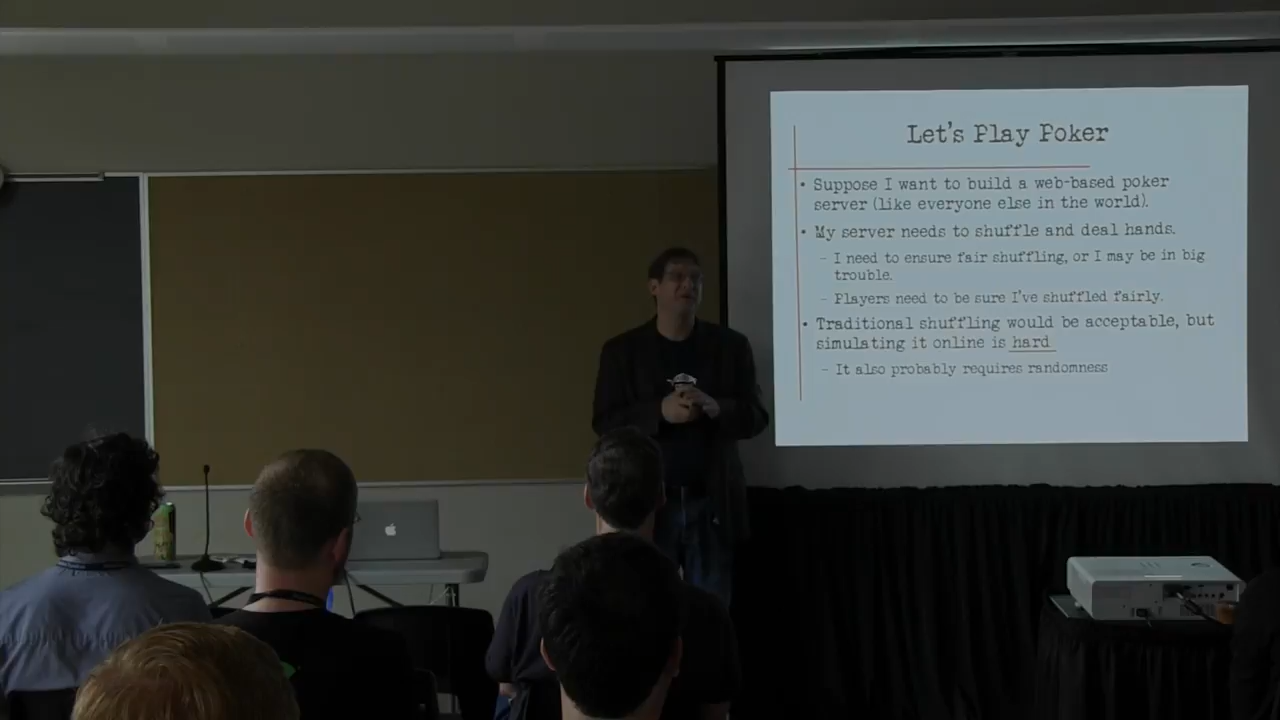 Let's Play Poker
• Suppose I want to build a web-based poker
server (like everyone else in the world).
• My server needs to shuffle and deal hands.
– I need to ensure fair shuffling, or I may be in big
trouble.
– Players need to be sure I've shuffled fairly.
• Traditional shuffling would be acceptable, but
simulating it online is hard
– It also probably requires randomness